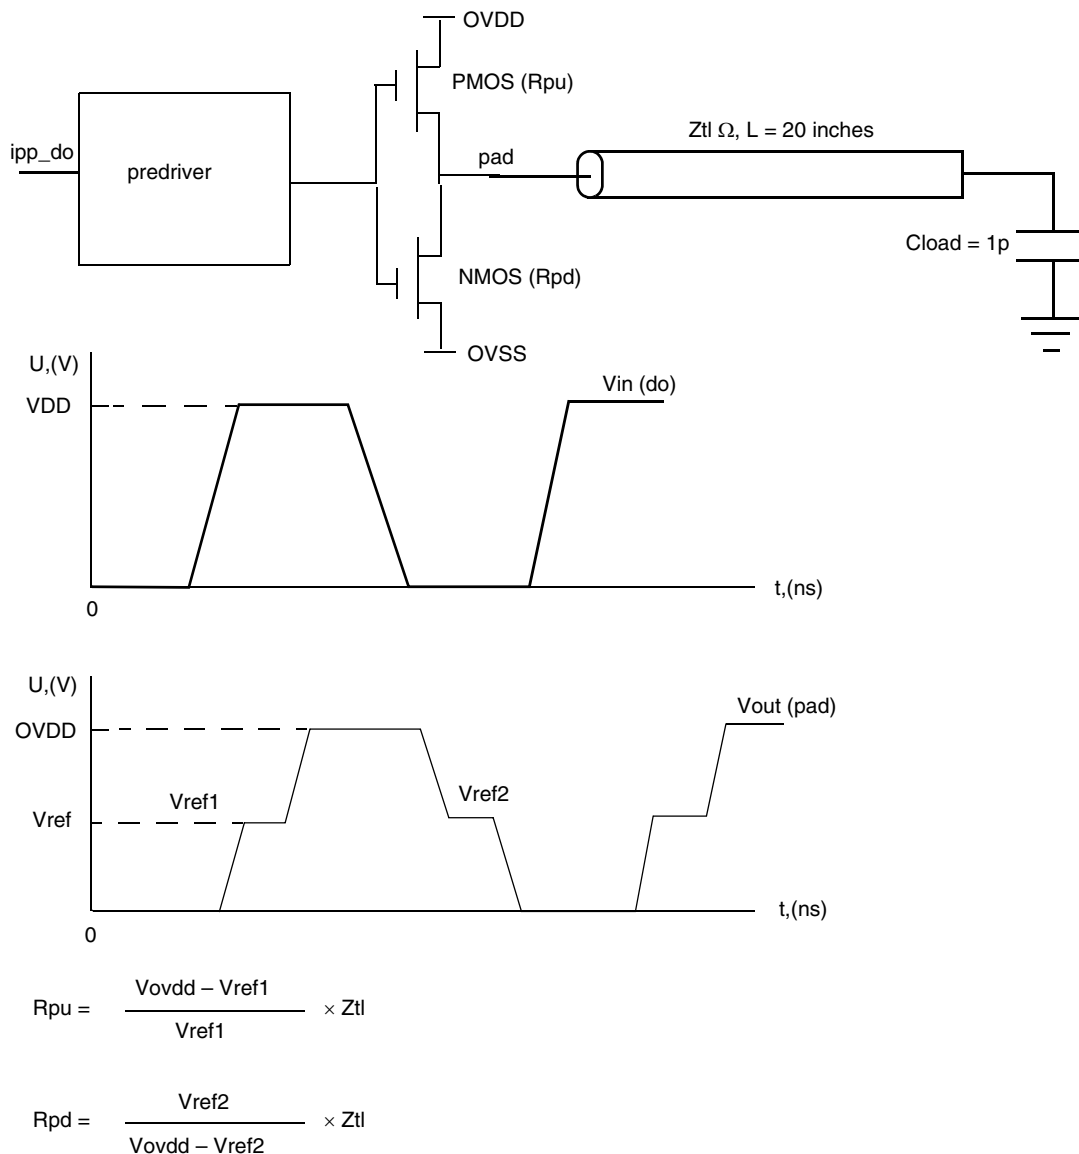 OVDD
PMOS (Rpu)
ipp_do
predriver
pad
Ztl Ω, L = 20 inches
Cload = 1p
NMOS (Rpd)
OVSS
U,(V)
VDD
Vin (do)
t,(ns)
0
U,(V)
OVDD
Vout (pad)
Vref1
Vref2
Vref
t,(ns)
0
Rpu = Vovdd – Vref1 × Ztl
Vref1
Rpd = Vref2 × Ztl
Vovdd – Vref2